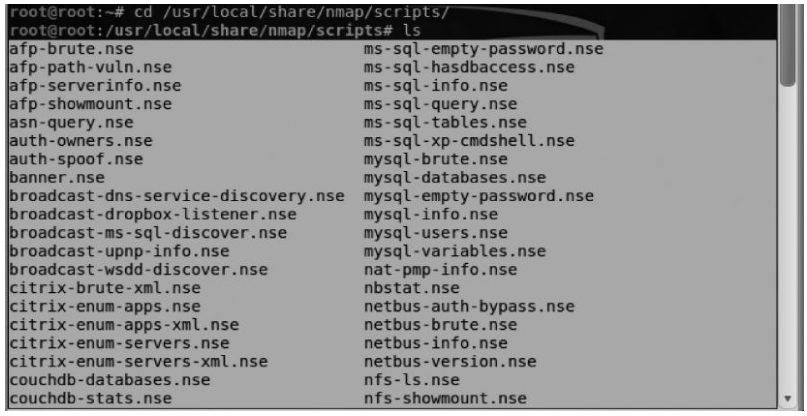 root@root:~# cd /usr/local/share/nmap/scripts/
root@root:/usr/local/share/nmap/scripts# ls
afp-brute.nse ms-sql-empty-password.nse
afp-path-vuln.nse ms-sql-hasdbaccess.nse
afp-serverinfo.nse ms-sql-info.nse
afp-showmount.nse ms-sql-query.nse
asn-query.nse ms-sql-tables.nse
auth-owners.nse ms-sql-xp-cmdshell.nse
auth-spoof.nse mysql-brute.nse
banner.nse mysql-databases.nse
broadcast-dns-service-discovery.nse mysql-empty-password.nse
broadcast-dropbox-listener.nse mysql-info.nse
broadcast-ms-sql-discover.nse mysql-users.nse
broadcast-upnp-info.nse mysql-variables.nse
broadcast-wsdd-discover.nse nat-pmp-info.nse
citrix-brute-xml.nse nbstat.nse
citrix-enum-apps.nse netbus-auth-bypass.nse
citrix-enum-apps-xml.nse netbus-brute.nse
citrix-enum-servers.nse netbus-info.nse
citrix-enum-servers-xml.nse netbus-version.nse
couchdb-databases.nse nfs-ls.nse
couchdb-stats.nse nfs-showmount.nse